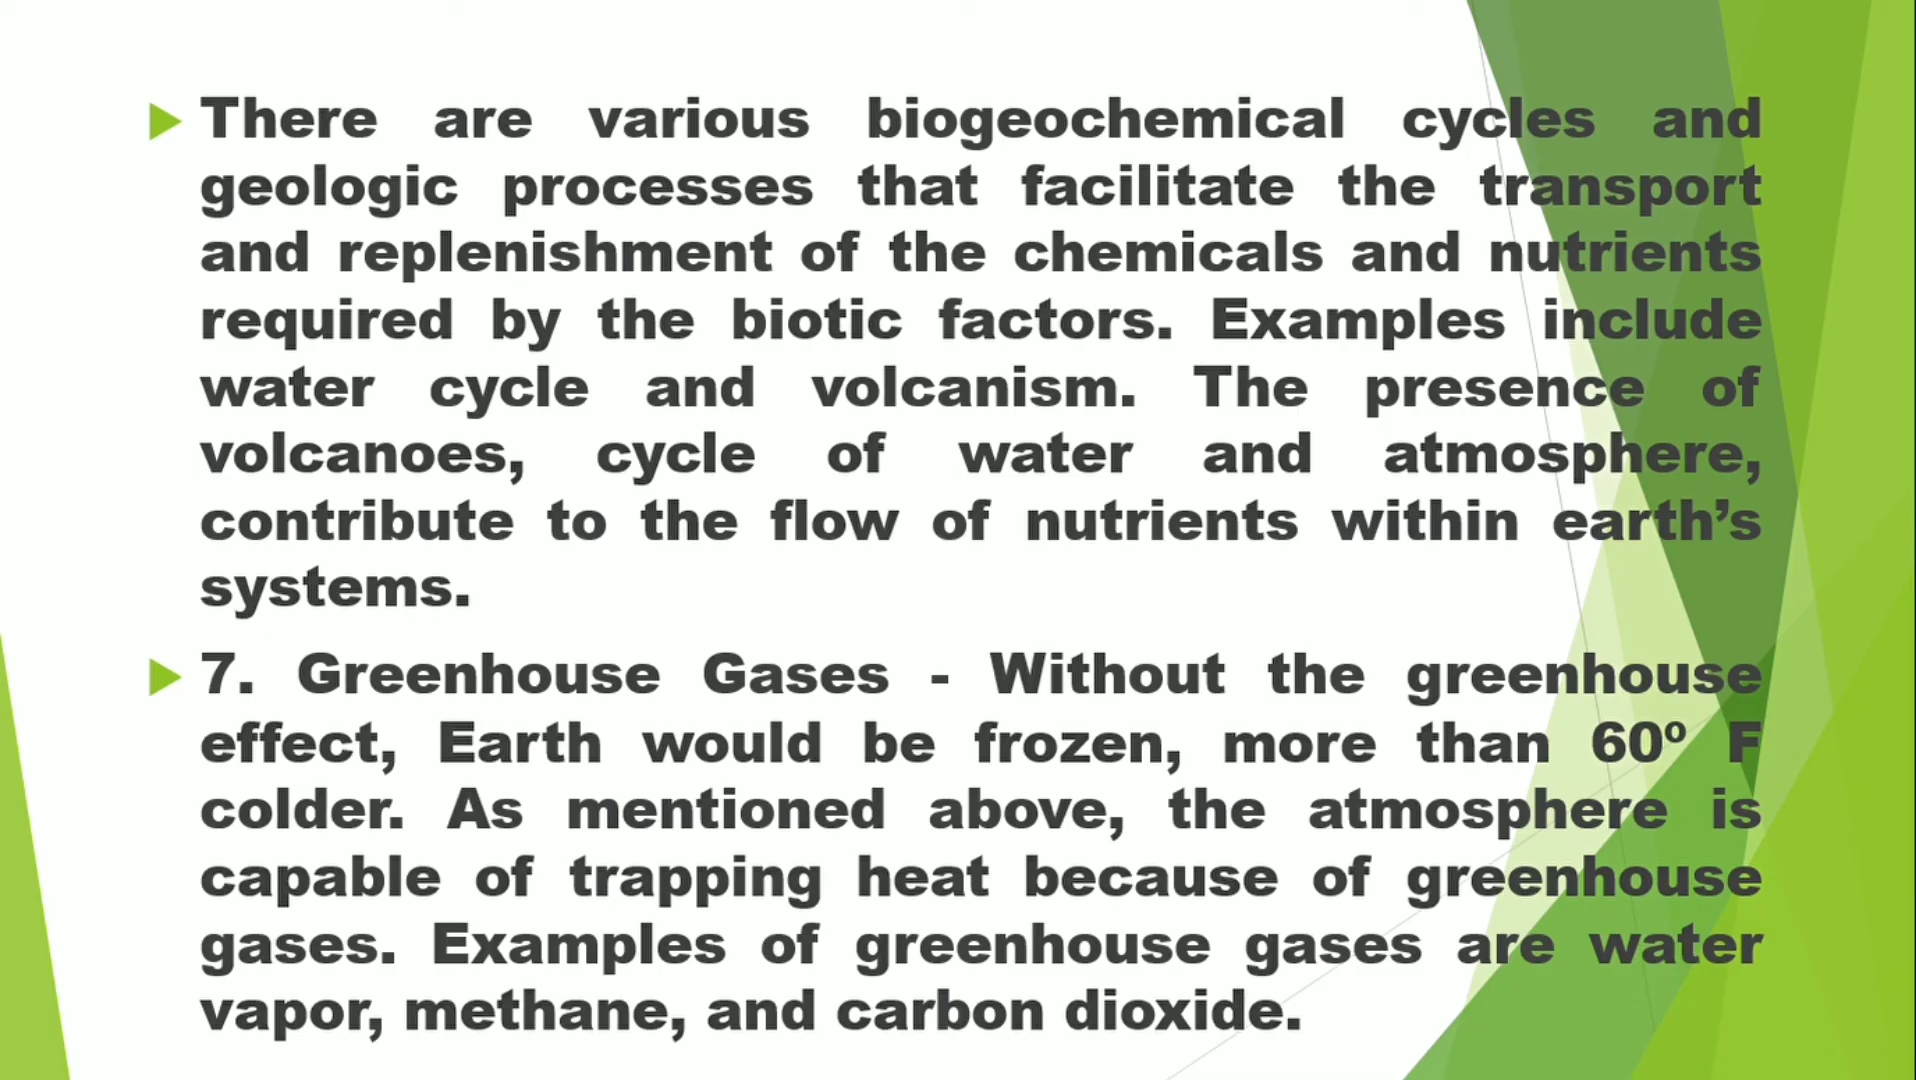 There are various biogeochemical cycles and
geologic processes that facilitate the transport
and replenishment of the chemicals and nutrients
required by the biotic factors. Examples include
water cycle and volcanism. The presence of
volcanoes, cycle of water and atmosphere,
contribute to the flow of nutrients within earth’s
systems.
7. Greenhouse Gases - Without the greenhouse
effect, Earth would be frozen, more than 60º F
colder. As mentioned above, the atmosphere is
capable of trapping heat because of greenhouse
gases. Examples of greenhouse gases are water
vapor, methane, and carbon dioxide.